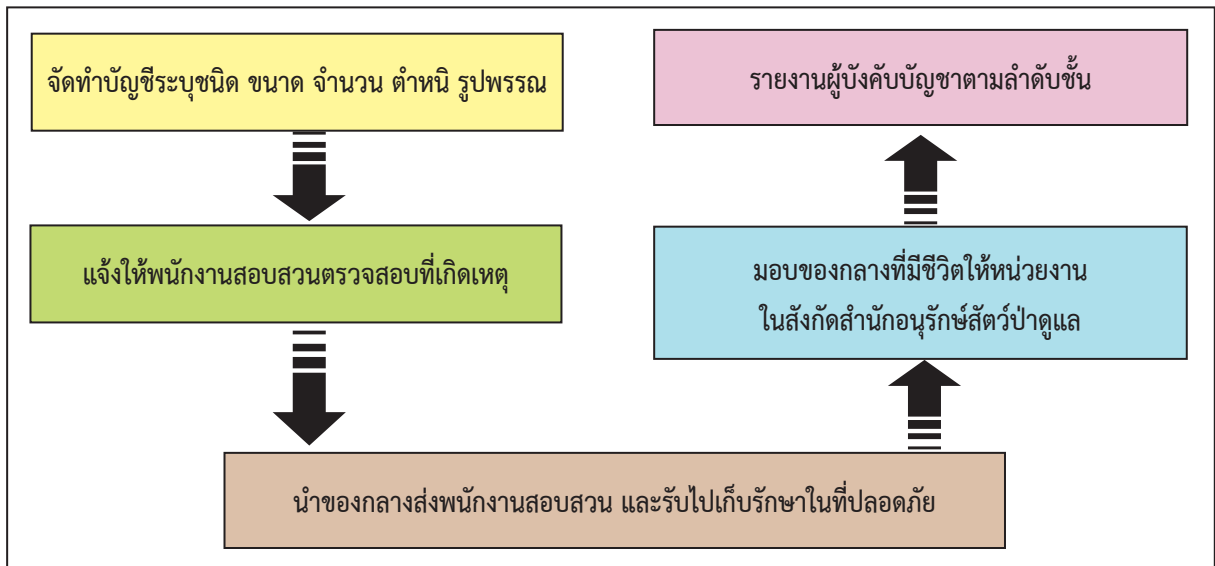 จัดทำบัญชีระบุชนิด ขนาด จำนวน ตำหนิ รูปพรรณ
แจ้งให้พนักงานสอบสวนตรวจสอบที่เกิดเหตุ
นำของกลางส่งพนักงานสอบสวน และรับไปเก็บรักษาในที่ปลอดภัย
มอบของกลางที่มีชีวิตให้หน่วยงาน
ในสังกัดสำนักอนุรักษ์สัตว์ป่าดูแล
รายงานผู้บังคับบัญชาตามลำดับชั้น